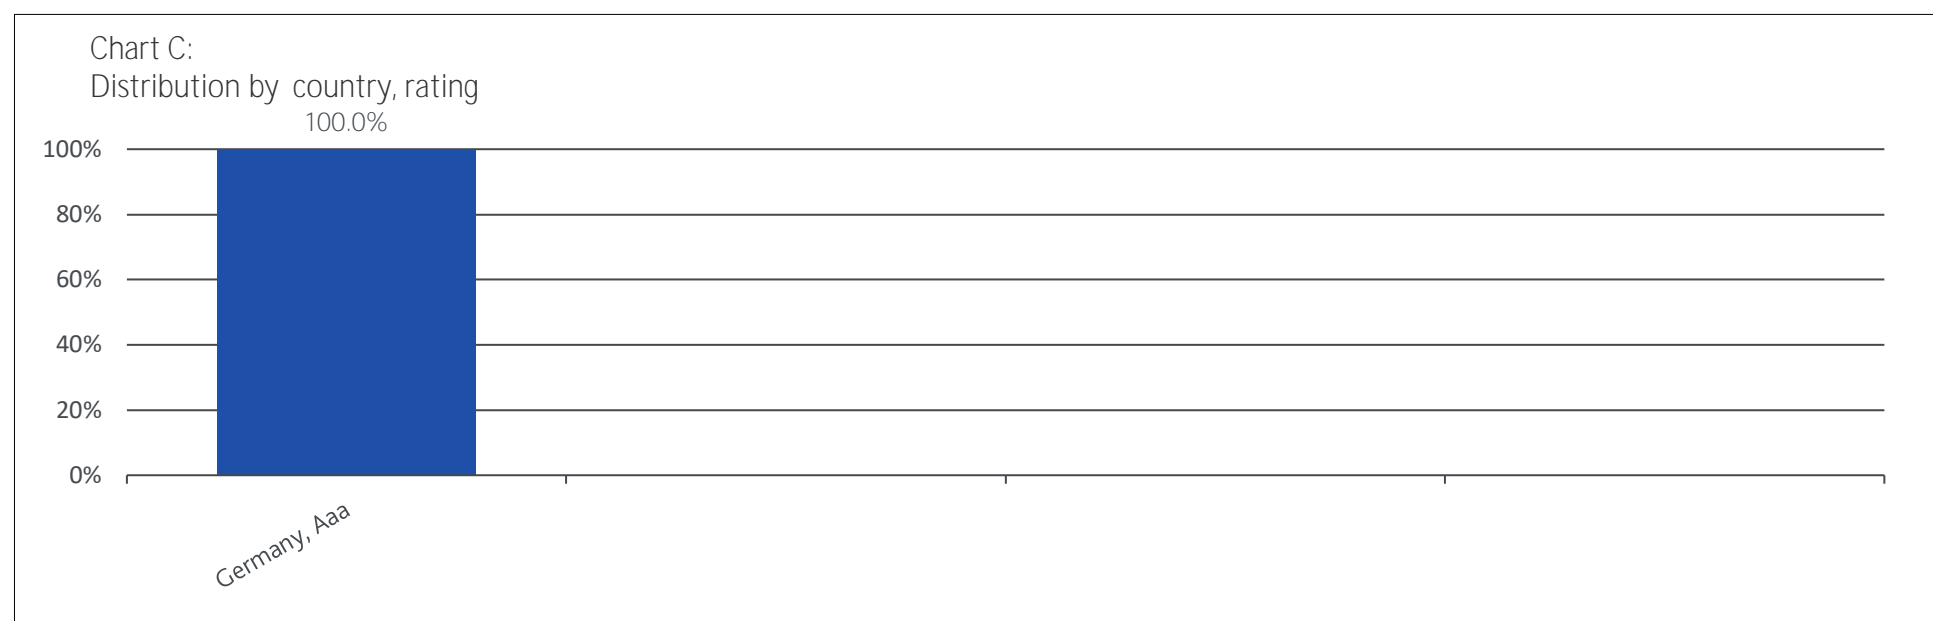 Chart C:
Distribution by country, rating
100.0%
100%
80%
60%
40%
20%
0%
Germany, Aaa